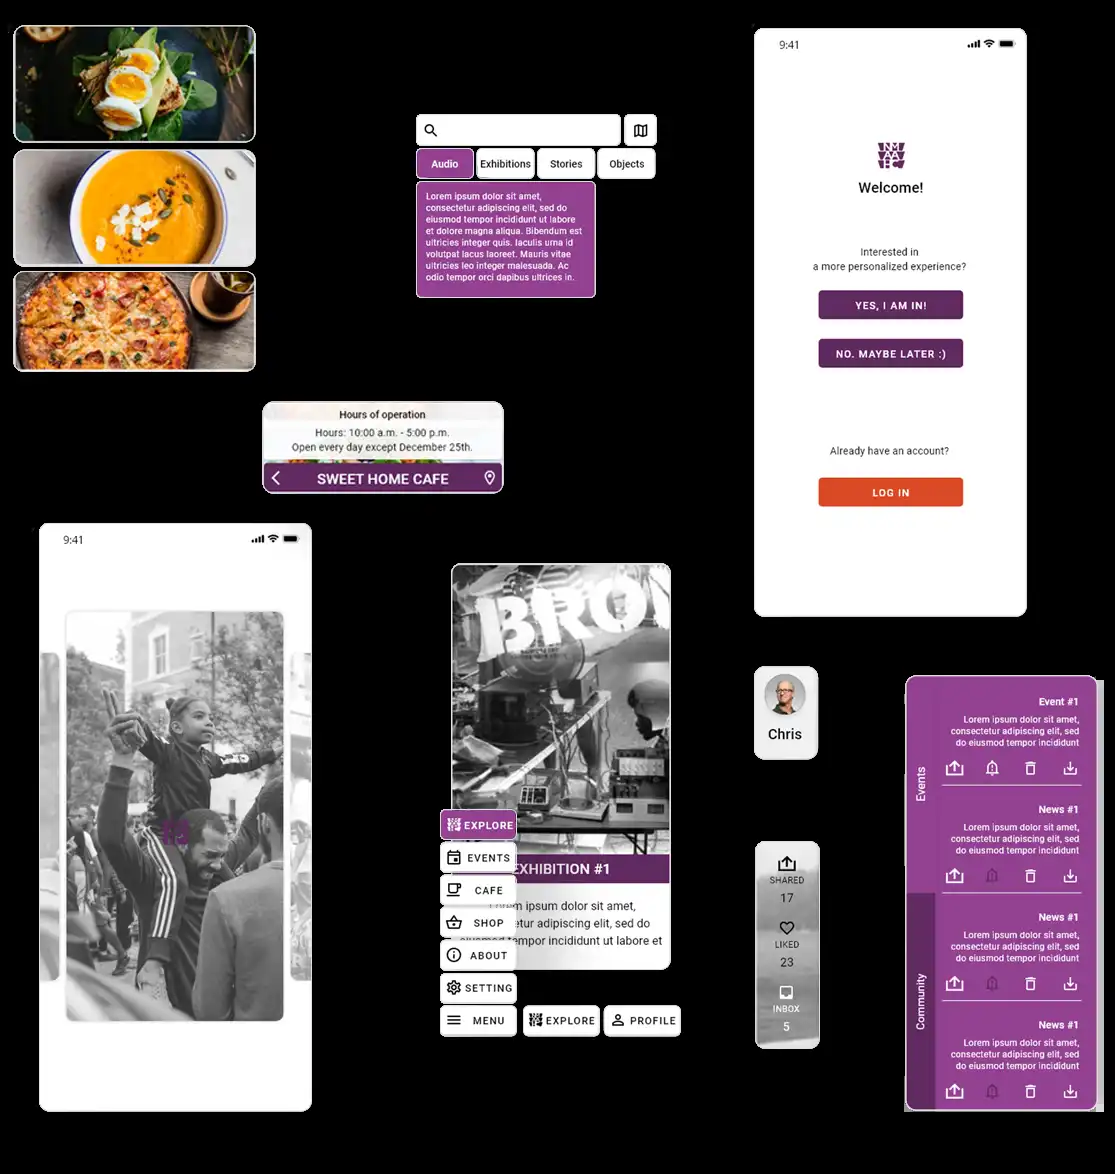 Audio
Exhibitions
Stories
Objects
Lorem ipsum dolor sit amet,
consectetur adipiscing elit, sed do
eiusmod tempor incididunt ut labore
et dolore magna aliqua. Bibendum est
ultricies integer quis. Iaculis urna id
volutpat lacus laoreet. Mauris vitae
ultricies leo integer malesuada. Ac
odio tempor orci dapibus ultrices in.
Hours of operation
Hours: 10:00 a.m. - 5:00 p.m.
Open every day except December 25th.
SWEET HOME CAFE
9:41
NM
AA
HC
Welcome!
Interested in
a more personalized experience?
YES, I AM IN!
NO. MAYBE LATER :)
Already have an account?
LOG IN
9:41
BRO
EXPLORE
EVENTS
CAFE
SHOP
ABOUT
SETTING
MENU
EXPLORE
PROFILE
EXHIBITION #1
Lorem ipsum dolor sit amet,
etur adipiscing elit, sed do
eiusmod tempor incididunt ut labore et
Chris
SHARED
17
LIKED
23
INBOX
5
Events
Community
Event #1
Lorem ipsum dolor sit amet,
consectetur adipiscing elit, sed
do eiusmod tempor incididunt
News #1
Lorem ipsum dolor sit amet,
consectetur adipiscing elit, sed
do eiusmod tempor incididunt
News #1
Lorem ipsum dolor sit amet,
consectetur adipiscing elit, sed
do eiusmod tempor incididunt
News #1
Lorem ipsum dolor sit amet,
consectetur adipiscing elit, sed
do eiusmod tempor incididunt